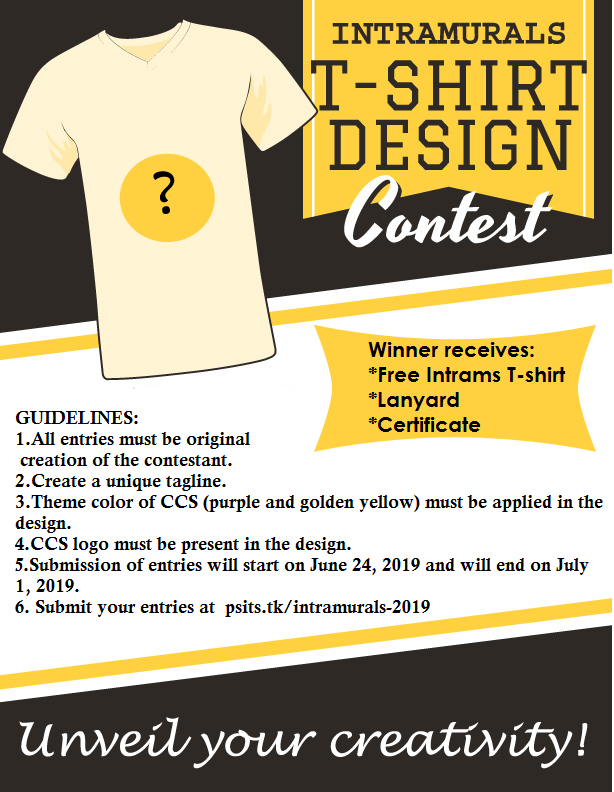 INTRAMURALS
T-SHIRT
DESIGN
Contest
?
Winner receives:
*Free Intrams T-shirt
*Lanyard
*Certificate
GUIDELINES:
1.All entries must be original
creation of the contestant.
2.Create a unique tagline.
3.Theme color of CCS (purple and golden yellow) must be applied in the
design.
4.CCS logo must be present in the design.
5.Submission of entries will start on June 24, 2019 and will end on July
1, 2019.
6. Submit your entries at psits.tk/intramurals-2019
Unveil your creativity!